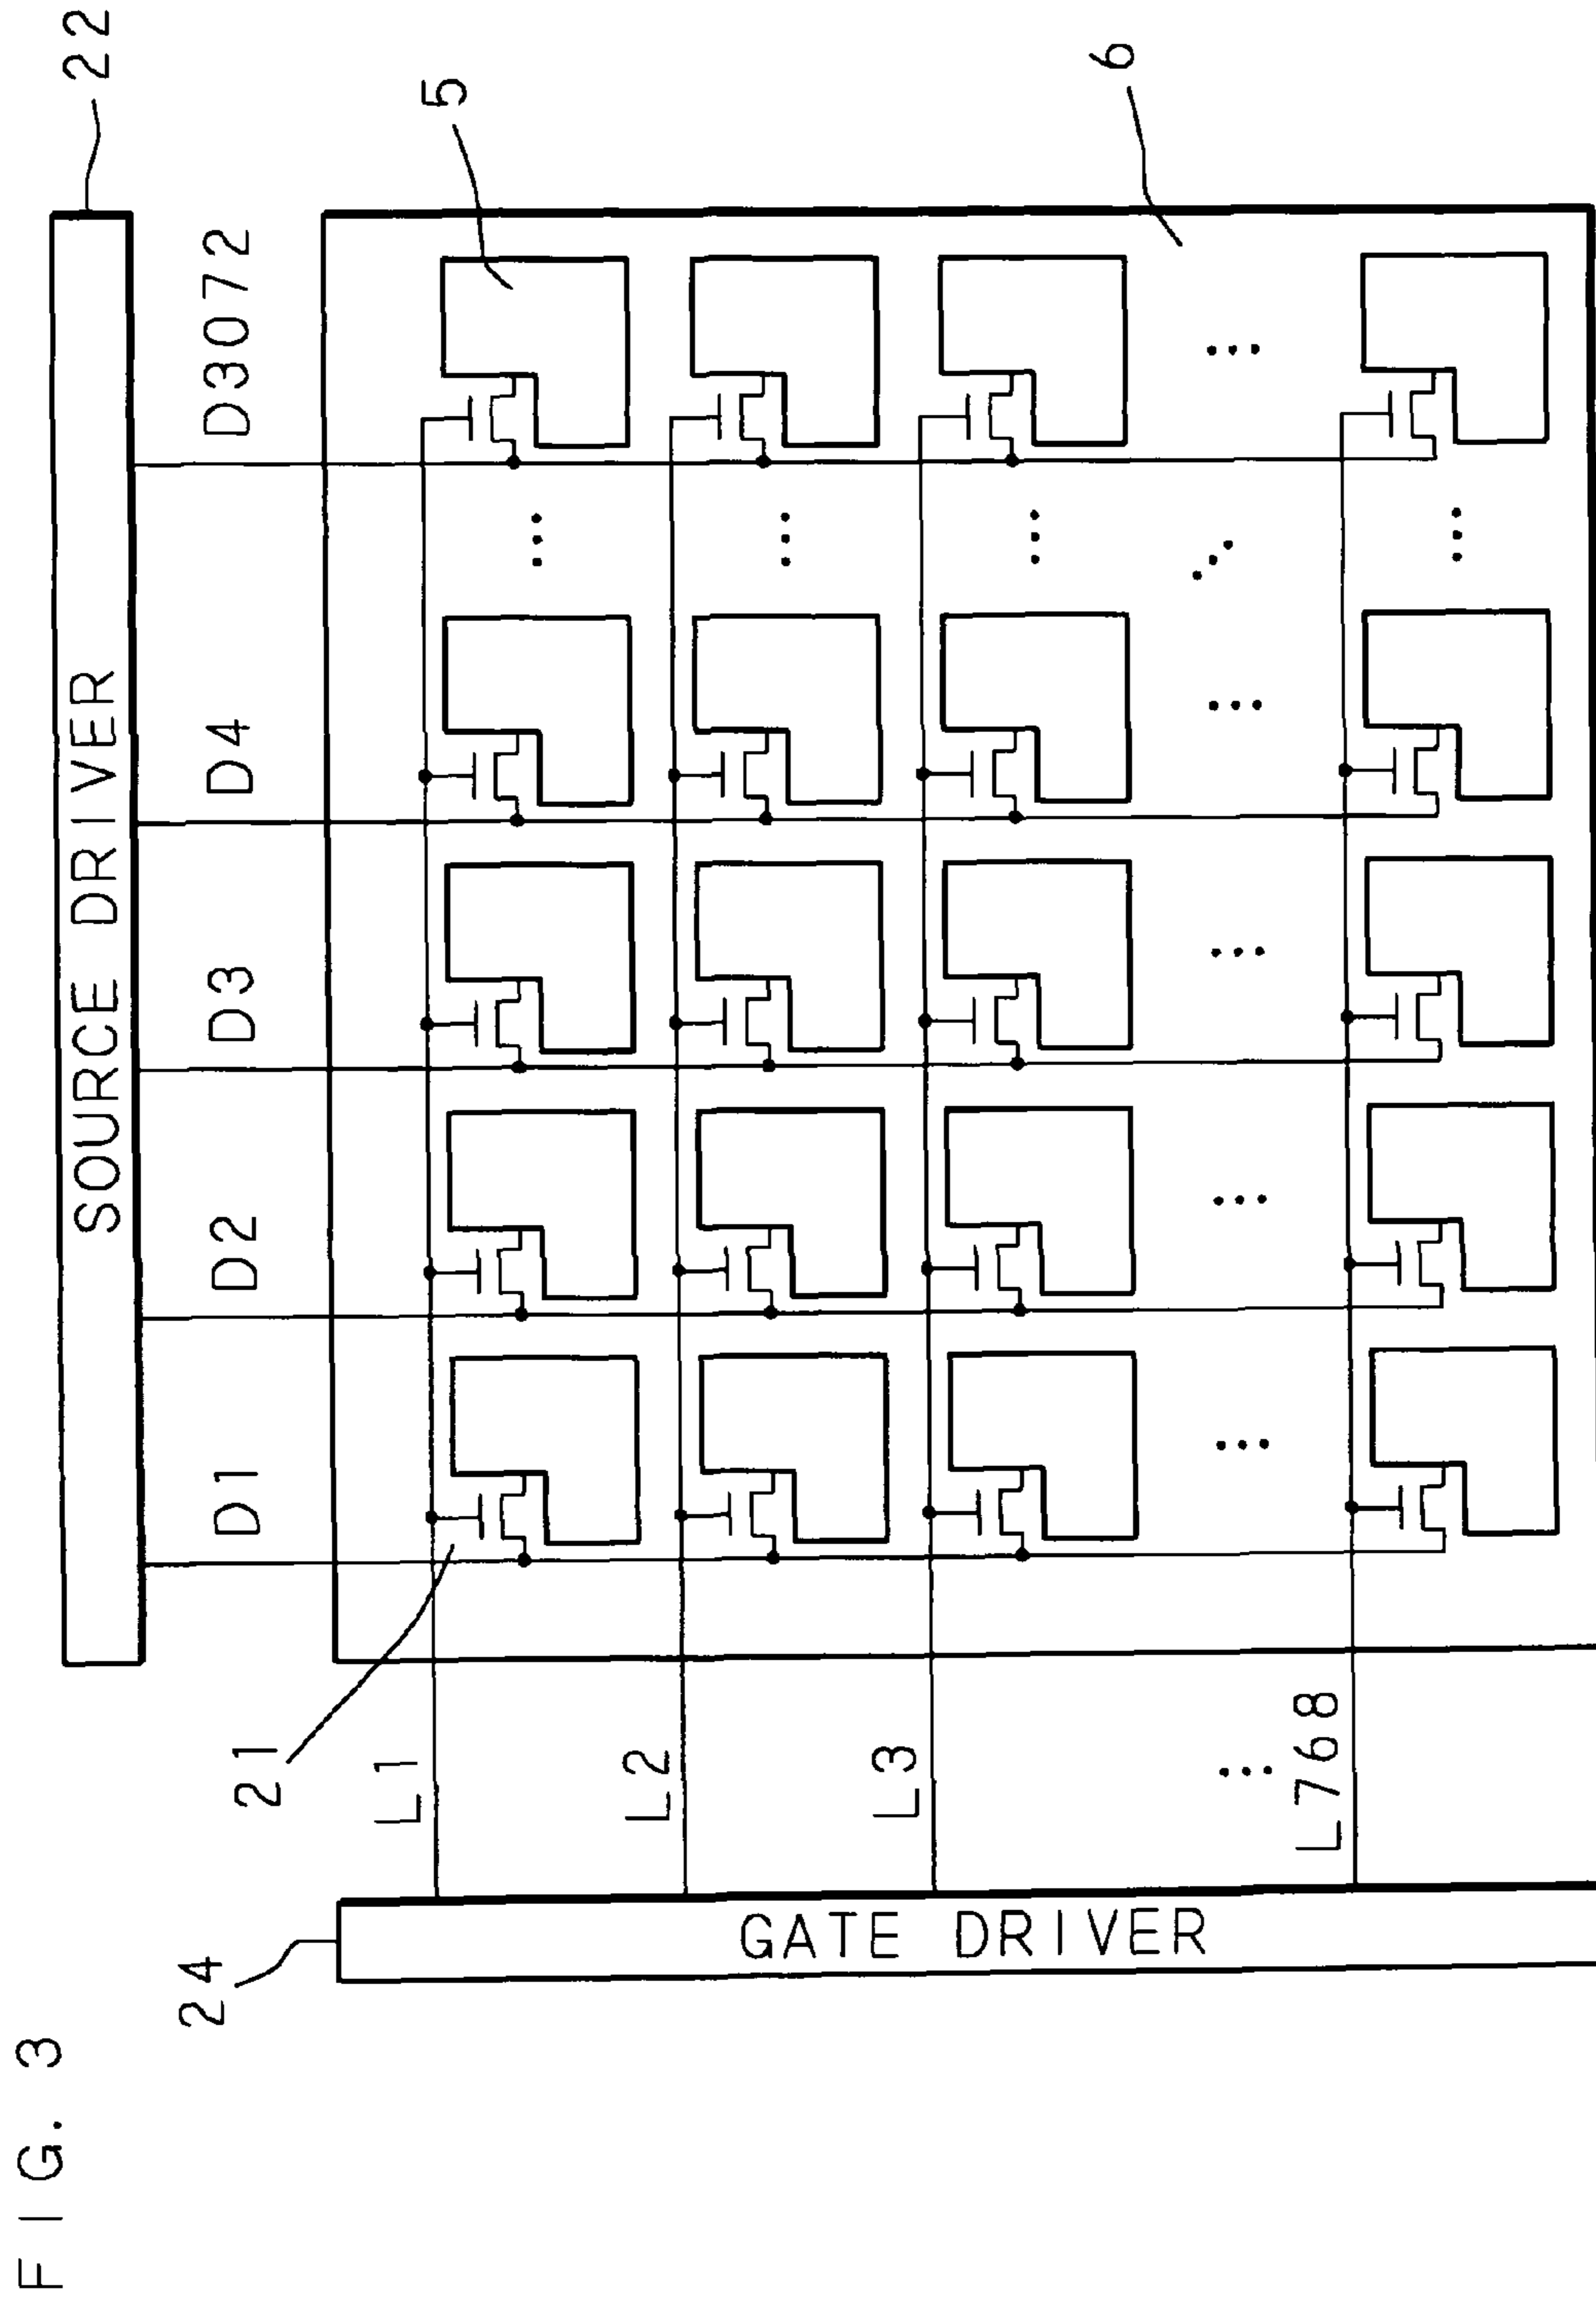 FIG. 3
22
SOURCE DRIVER
24
D1 D2 D3 D4 D3072
21
5
L1
L2
L3
L768
6
GATE DRIVER